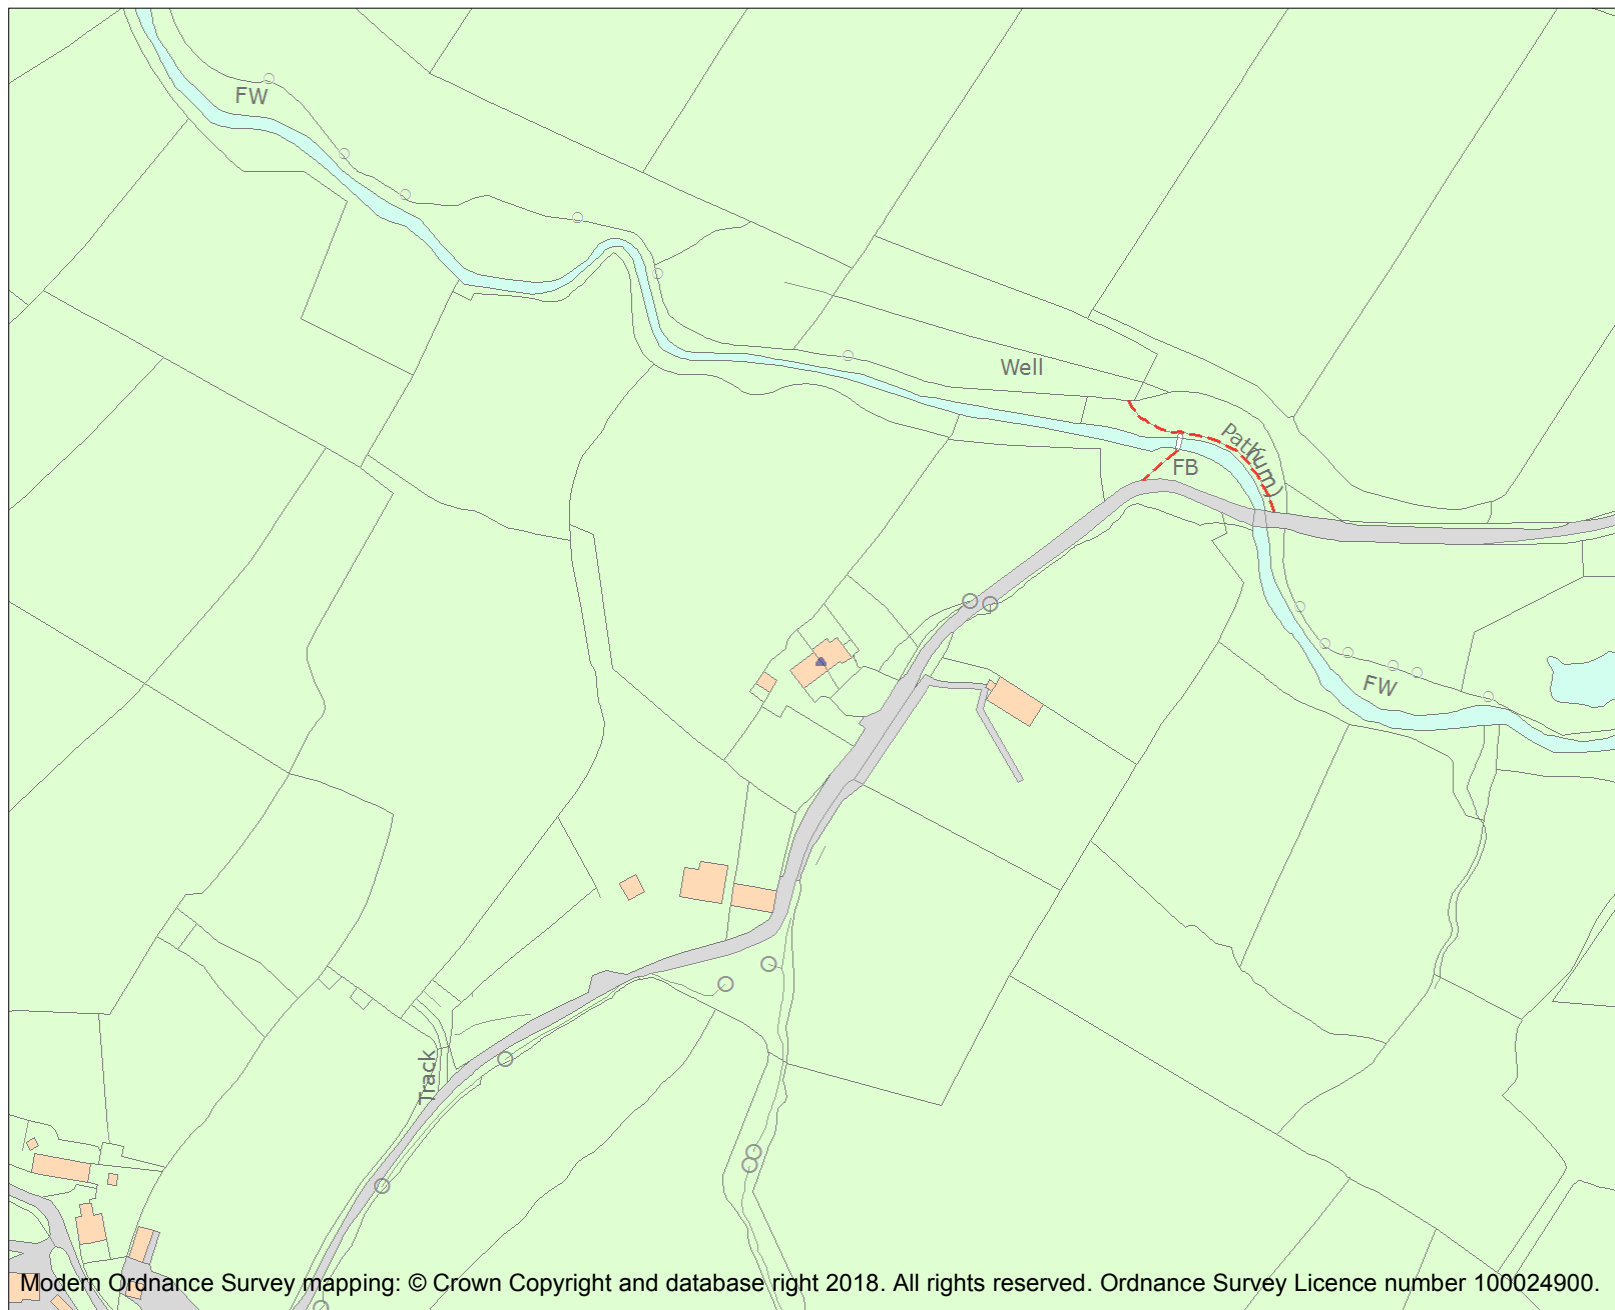 FW
Well
Path (um)
FB
FW
Track
Modern Ordnance Survey mapping: © Crown Copyright and database right 2018. All rights reserved. Ordnance Survey Licence number 100024900.